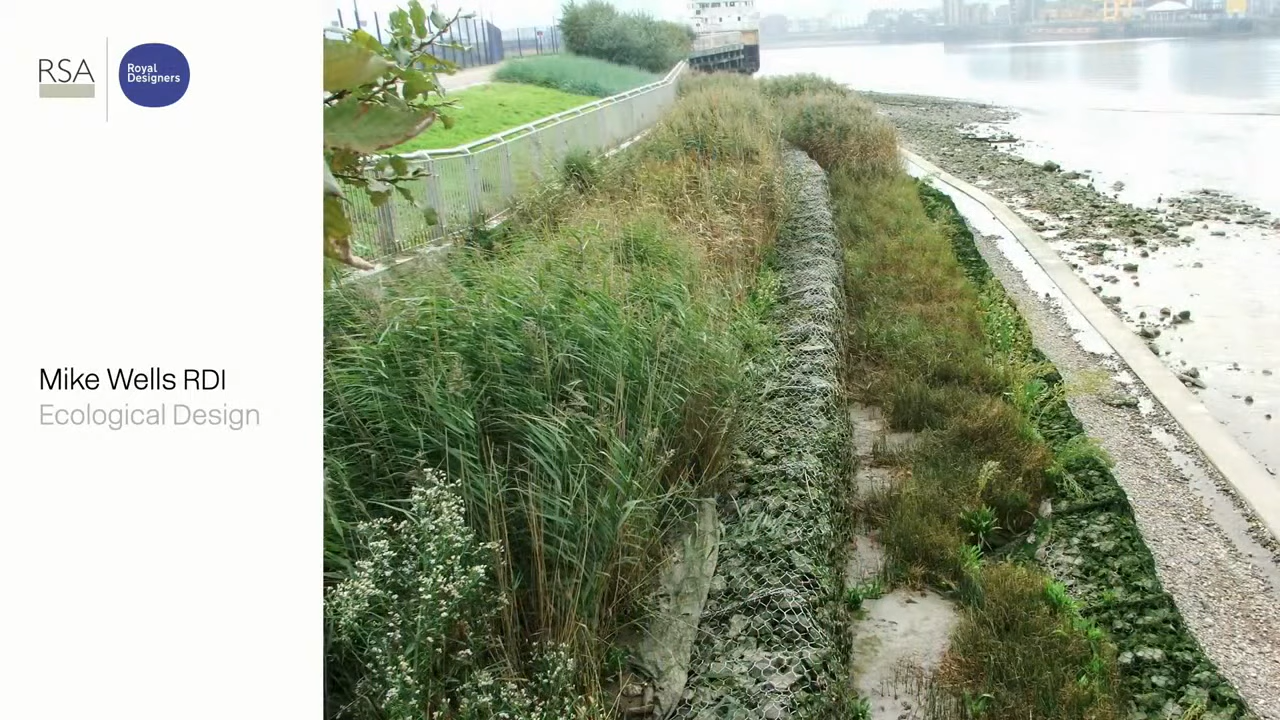 RSA
Royal
Designers
Mike Wells RDI
Ecological Design